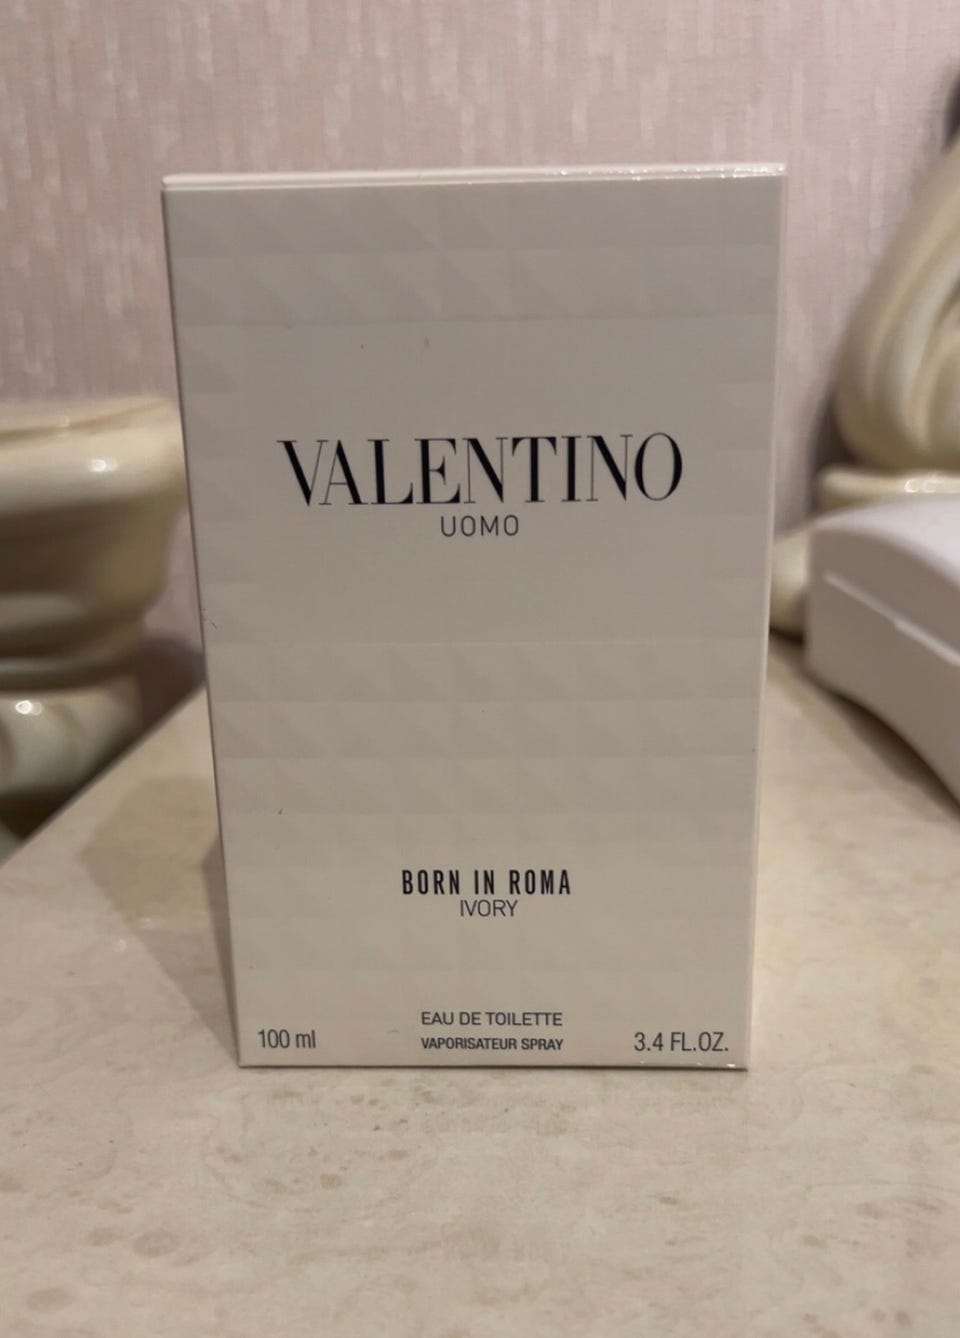 VALENTINO
UOMO
BORN IN ROMA
IVORY
EAU DE TOILETTE
100 ml VAPORISATEUR SPRAY 3.4 FL.OZ.